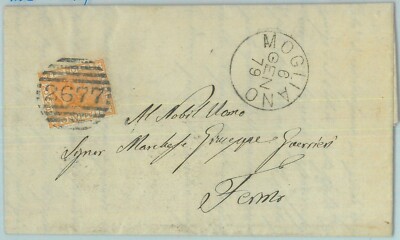 MOGLIANO
6
GEN
79
2677
Al Nobil Uomo
Signor Marchese Giuseppe
Fermo